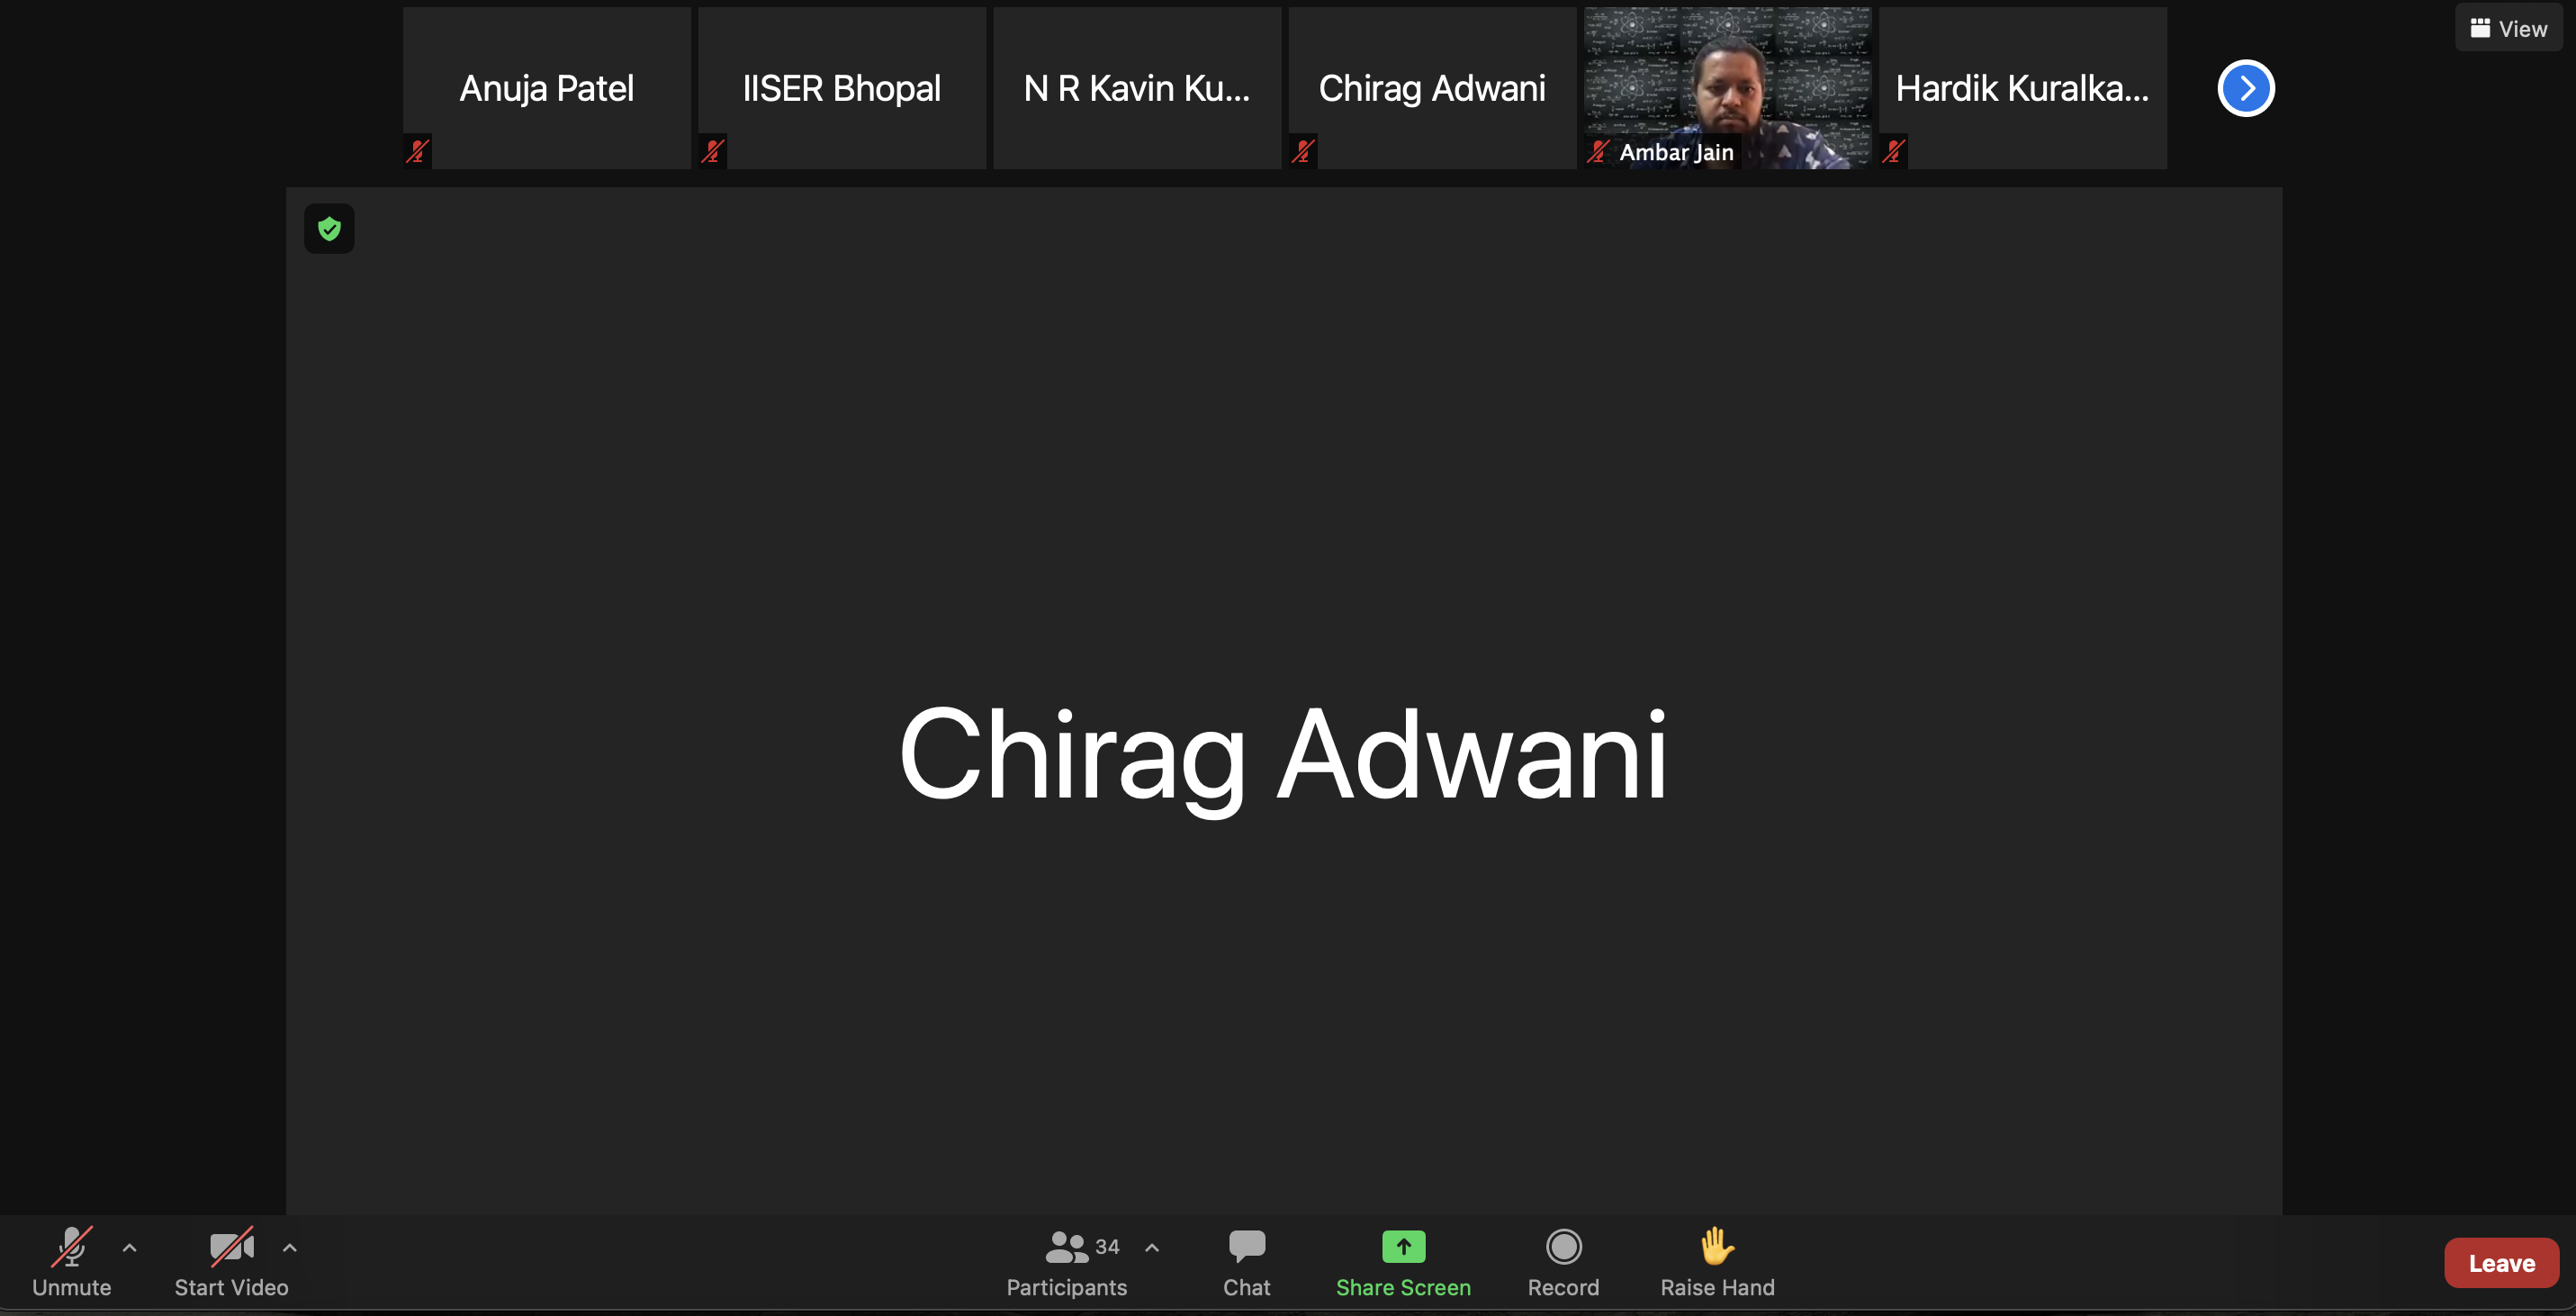 Anuja Patel
IISER Bhopal
N R Kavin Ku...
Chirag Adwani
Ambar Jain
Hardik Kuralka...
View
Chirag Adwani
Unmute
Start Video
34
Participants
Chat
Share Screen
Record
Raise Hand
Leave